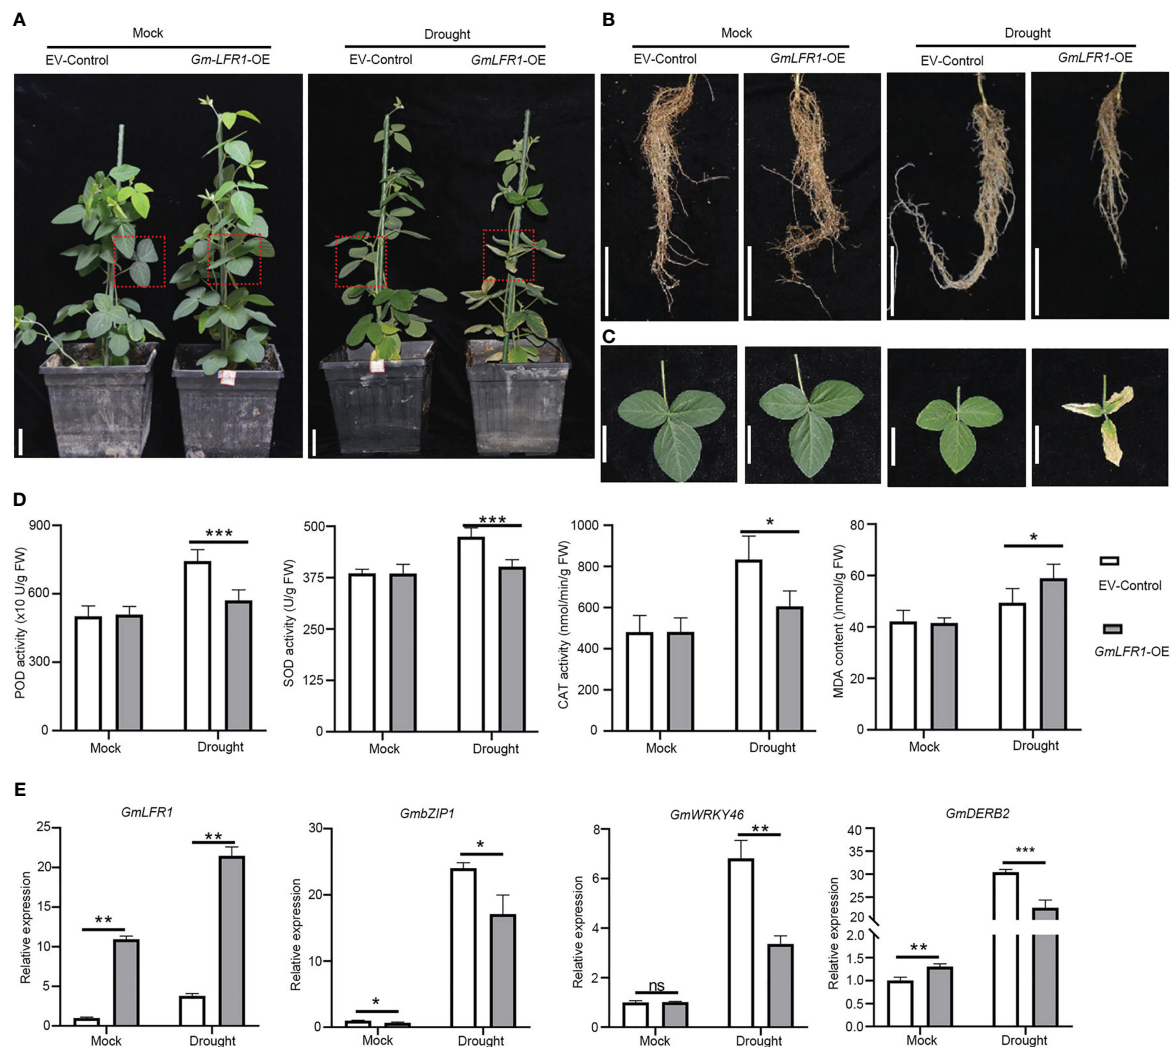 A
Mock
Drought
EV-Control
Gm-LFR1-OE
EV-Control
GmLFR1-OE
B
Mock
Drought
EV-Control
GmLFR1-OE
EV-Control
GmLFR1-OE
C
D
POD activity (x10 U/g FW)
900
600
300
0
***
Mock
Drought
SOD activity (U/g FW)
500
375
250
125
0
***
Mock
Drought
CAT activity (nmol/min/g FW)
1000
800
600
400
200
0
*
Mock
Drought
MDA content ()nmol/g FW)
80
60
40
20
0
*
Mock
Drought
EV-Control
GmLFR1-OE
E
GmLFR1
Relative expression
25
20
15
10
5
0
**
**
Mock
Drought
GmbZIP1
Relative expression
30
20
10
0
*
*
Mock
Drought
GmWRKY46
Relative expression
8
6
4
2
0
ns
**
Mock
Drought
GmDERB2
Relative expression
40
35
30
25
20
2.0
1.5
1.0
0.5
0.0
**
***
Mock
Drought